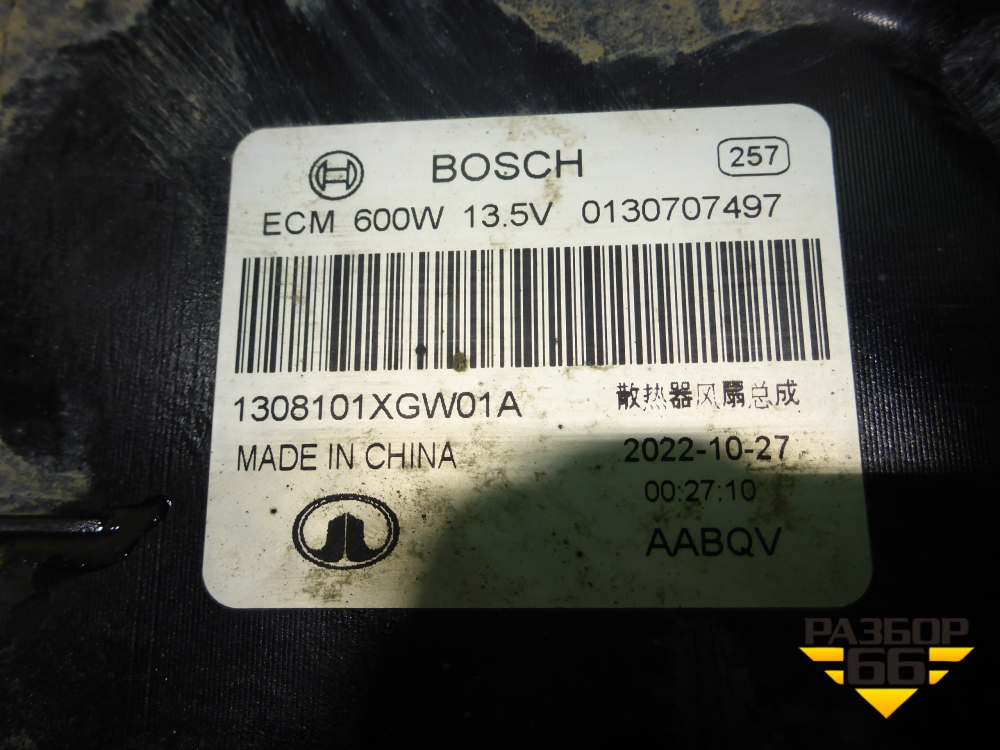 BOSCH 257
ECM 600W 13.5V 0130707497
1308101XGW01A 散热器风扇总成
MADE IN CHINA 2022-10-27
00:27:10
AABQV
РАЗБОР
66